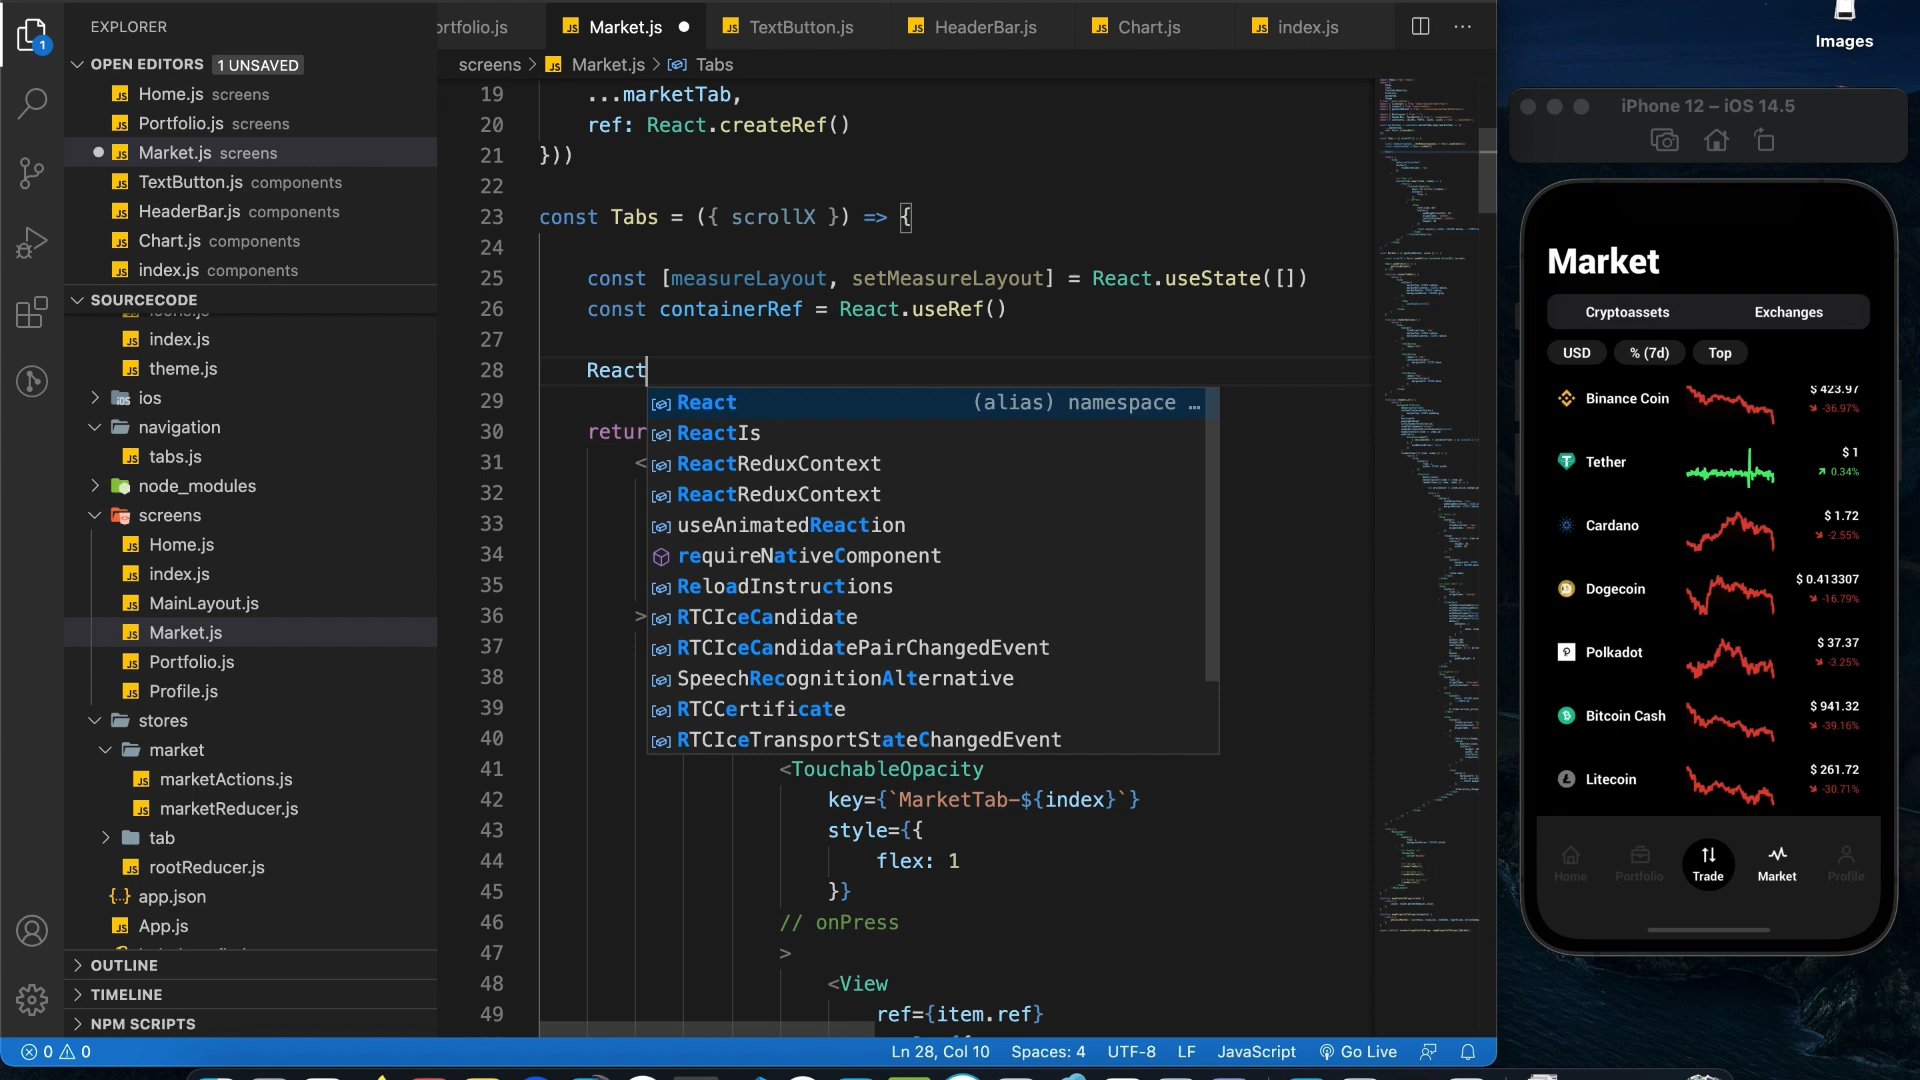 EXPLORER
OPEN EDITORS 1 UNSAVED
Home.js screens
Portfolio.js screens
Market.js screens
TextButton.js components
HeaderBar.js components
Chart.js components
index.js components
SOURCECODE
index.js
theme.js
ios
navigation
tabs.js
node_modules
screens
Home.js
index.js
MainLayout.js
Market.js
Portfolio.js
Profile.js
stores
market
marketActions.js
marketReducer.js
tab
rootReducer.js
app.json
App.js
OUTLINE
TIMELINE
NPM SCRIPTS
ortfolio.js Market.js TextButton.js HeaderBar.js Chart.js index.js
screens > Market.js > Tabs
19 ...marketTab,
20 ref: React.createRef()
21 }))
22
23 const Tabs = ({ scrollX }) => {
24
25 const [measureLayout, setMeasureLayout] = React.useState([])
26 const containerRef = React.useRef()
27
28 React
29
30 retur
31 <
32
33
34
35
36 >
37
38
39
40
41 <TouchableOpacity
42 key={`MarketTab-${index}`}
43 style={{
44 flex: 1
45 }}
46 // onPress
47 >
48 <View
49 ref={item.ref}
React (alias) namespace …
ReactIs
ReactReduxContext
ReactReduxContext
useAnimatedReaction
requireNativeComponent
ReloadInstructions
RTCIceCandidate
RTCIceCandidatePairChangedEvent
SpeechRecognitionAlternative
RTCCertificate
RTCIceTransportStateChangedEvent
0 0 Ln 28, Col 10 Spaces: 4 UTF-8 LF JavaScript Go Live
1
Images
iPhone 12 – iOS 14.5
Market
Cryptoassets Exchanges
USD % (7d) Top
Binance Coin $ 423.97
-36.97%
Tether $ 1
0.34%
Cardano $ 1.72
-2.55%
Dogecoin $ 0.413307
-16.79%
Polkadot $ 37.37
-3.25%
Bitcoin Cash $ 941.32
-39.16%
Litecoin $ 261.72
-30.71%
Home Portfolio Trade Market Profile